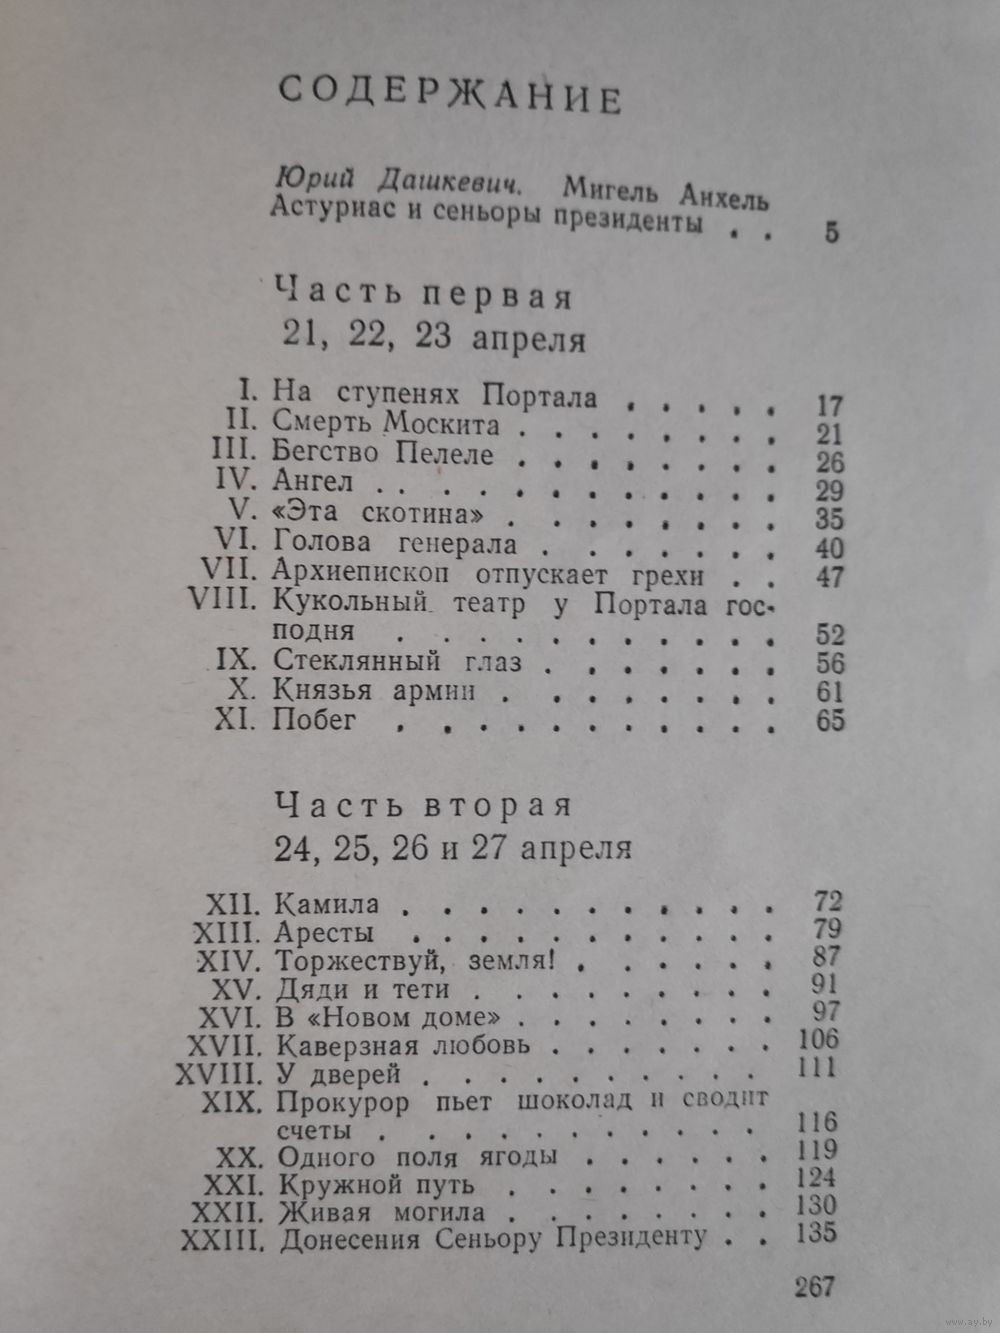 СОДЕРЖАНИЕ
Юрий Дашкевич. Мигель Анхель
Астуриас и сеньоры президенты . . 5
Часть первая
21, 22, 23 апреля
I. На ступенях Портала . . . . . 17
II. Смерть Москита . . . . . . . . 21
III. Бегство Пелеле . . . . . . . . 26
IV. Ангел . . . . . . . . . . . . 29
V. «Эта скотина» . . . . . . . . 35
VI. Голова генерала . . . . . . . 40
VII. Архиепископ отпускает грехи . . 47
VIII. Кукольный театр у Портала гос-
подня . . . . . . . . . . . 52
IX. Стеклянный глаз . . . . . . . 56
X. Князья армии . . . . . . . . 61
XI. Побег . . . . . . . . . . . 65
Часть вторая
24, 25, 26 и 27 апреля
XII. Камила . . . . . . . . . . . 72
XIII. Аресты . . . . . . . . . . . 79
XIV. Торжествуй, земля! . . . . . . 87
XV. Дяди и тети . . . . . . . . . 91
XVI. В «Новом доме» . . . . . . . . 97
XVII. Каверзная любовь . . . . . . . 106
XVIII. У дверей . . . . . . . . . . 111
XIX. Прокурор пьет шоколад и сводит
счеты . . . . . . . . . . . 116
XX. Одного поля ягоды . . . . . . 119
XXI. Кружной путь . . . . . . . . 124
XXII. Живая могила . . . . . . . . 130
XXIII. Донесения Сеньору Президенту . . 135
267
www.ay.by